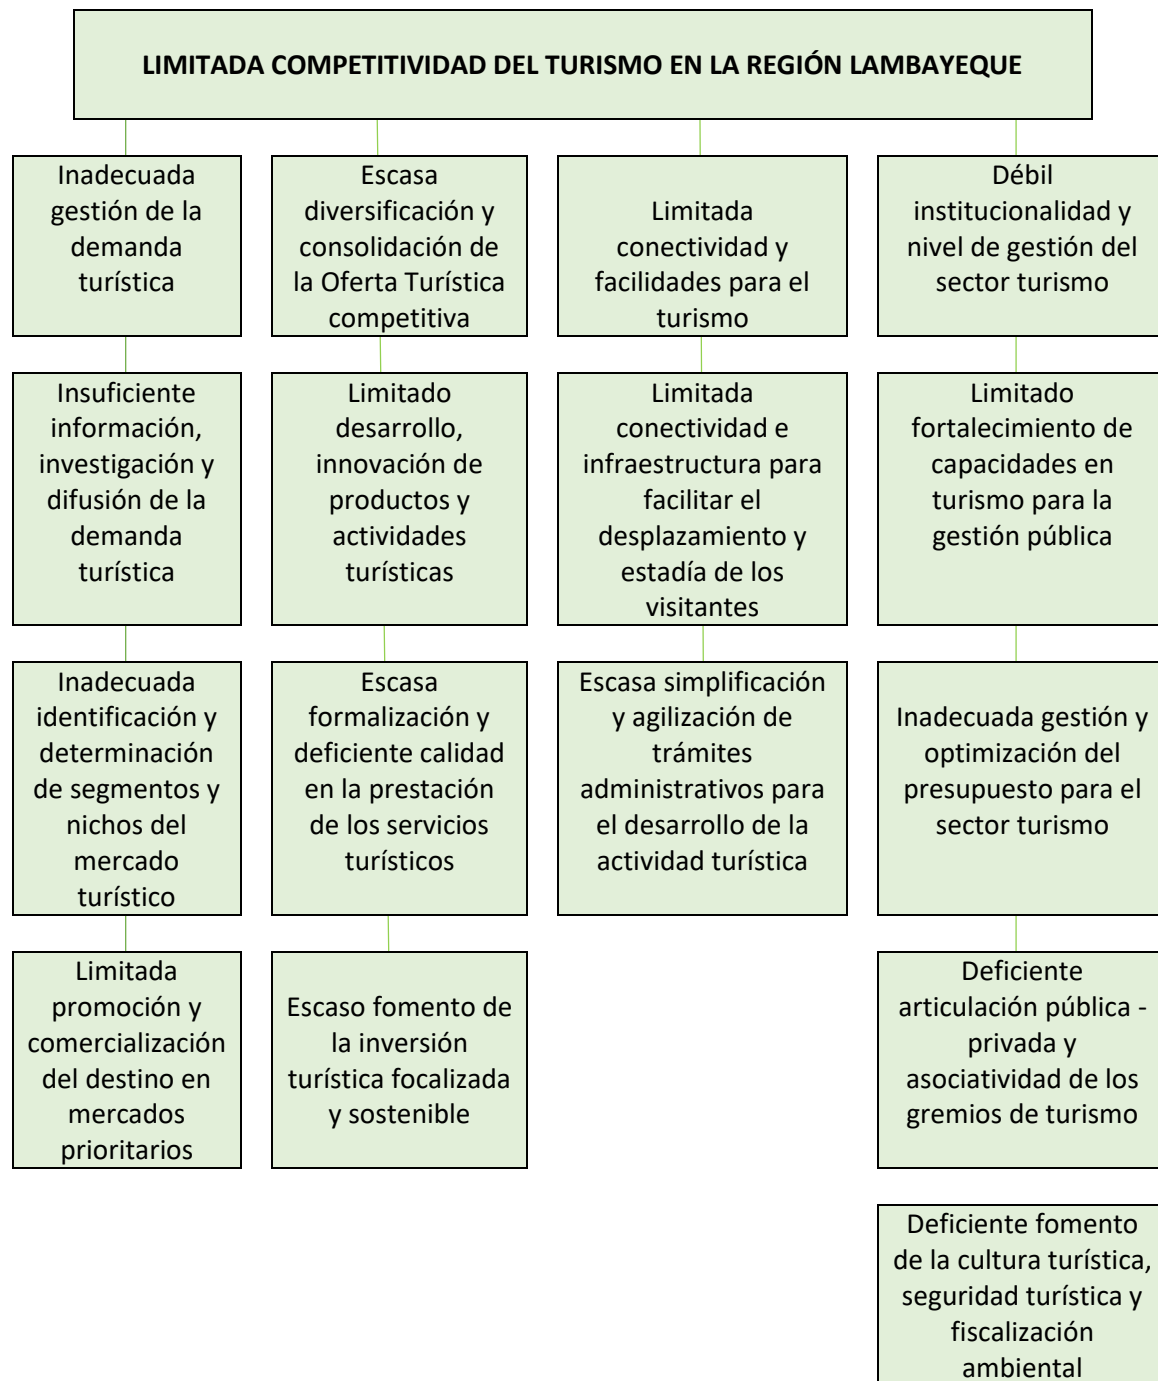 LIMITADA COMPETITIVIDAD DEL TURISMO EN LA REGIÓN LAMBAYEQUE
Inadecuada
gestión de la
demanda
turística
Escasa
diversificación y
consolidación de
la Oferta Turística
competitiva
Limitada
conectividad y
facilidades para el
turismo
Débil
institucionalidad y
nivel de gestión del
sector turismo
Insuficiente
información,
investigación y
difusión de la
demanda
turística
Limitado
desarrollo,
innovación de
productos y
actividades
turísticas
Limitada
conectividad e
infraestructura para
facilitar el
desplazamiento y
estadía de los
visitantes
Limitado
fortalecimiento de
capacidades en
turismo para la
gestión pública
Inadecuada
identificación y
determinación
de segmentos y
nichos del
mercado
turístico
Escasa
formalización y
deficiente calidad
en la prestación
de los servicios
turísticos
Escasa simplificación
y agilización de
trámites
administrativos para
el desarrollo de la
actividad turística
Inadecuada gestión y
optimización del
presupuesto para el
sector turismo
Limitada
promoción y
comercialización
del destino en
mercados
prioritarios
Escaso fomento de
la inversión
turística focalizada
y sostenible
Deficiente
articulación pública -
privada y
asociatividad de los
gremios de turismo
Deficiente fomento
de la cultura turística,
seguridad turística y
fiscalización
ambiental